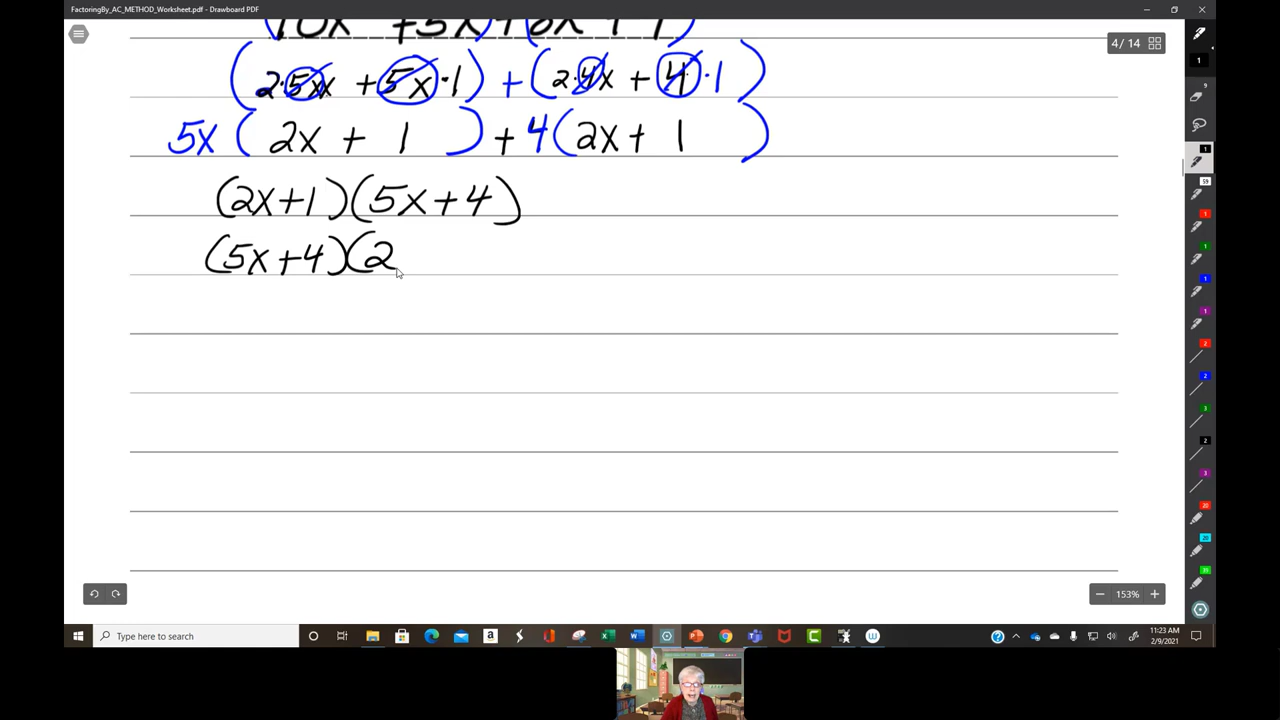 FactoringBy_AC_METHOD_Worksheet.pdf - Drawboard PDF
4 / 14
(2·5xx + 5x·1) + (2·4x + 4·1)
5x(2x + 1) + 4(2x + 1)
(2x+1)(5x+4)
(5x+4)(2
153%
Type here to search
11:23 AM
2/9/2021